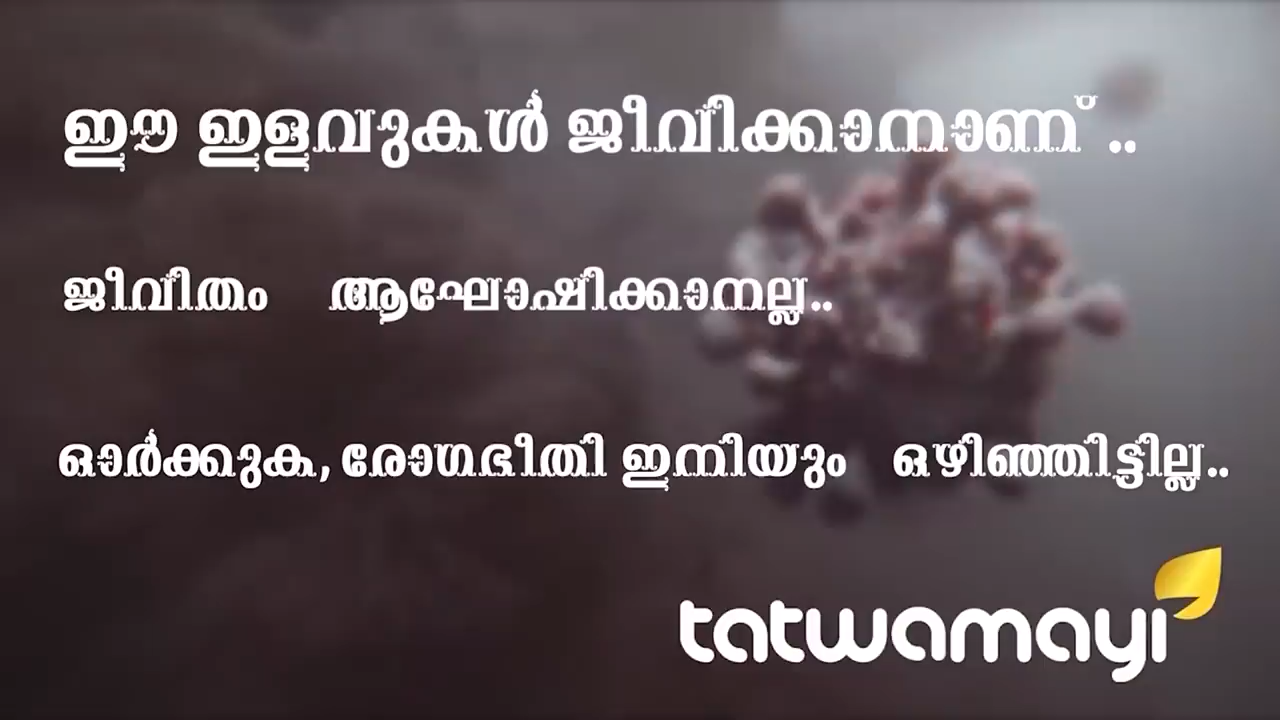 ഈ ഇളവുകൾ ജീവിക്കാനാണ് ..
ജീവിതം ആഘോഷിക്കാനല്ല..
ഓർക്കുക, രോഗഭീതി ഇനിയും ഒഴിഞ്ഞിട്ടില്ല..
tatwamayi